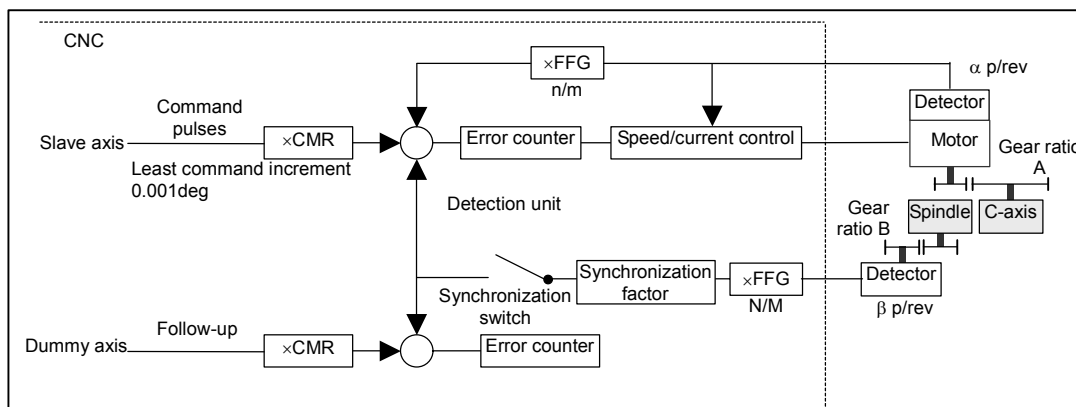 CNC
×FFG
n/m
α p/rev
Detector
Motor
Command
pulses
Slave axis
×CMR
Error counter
Speed/current control
Least command increment
0.001deg
Gear ratio
A
Detection unit
Gear
ratio B
Spindle
C-axis
Synchronization
factor
×FFG
N/M
Detector
β p/rev
Synchronization
switch
Follow-up
Dummy axis
×CMR
Error counter